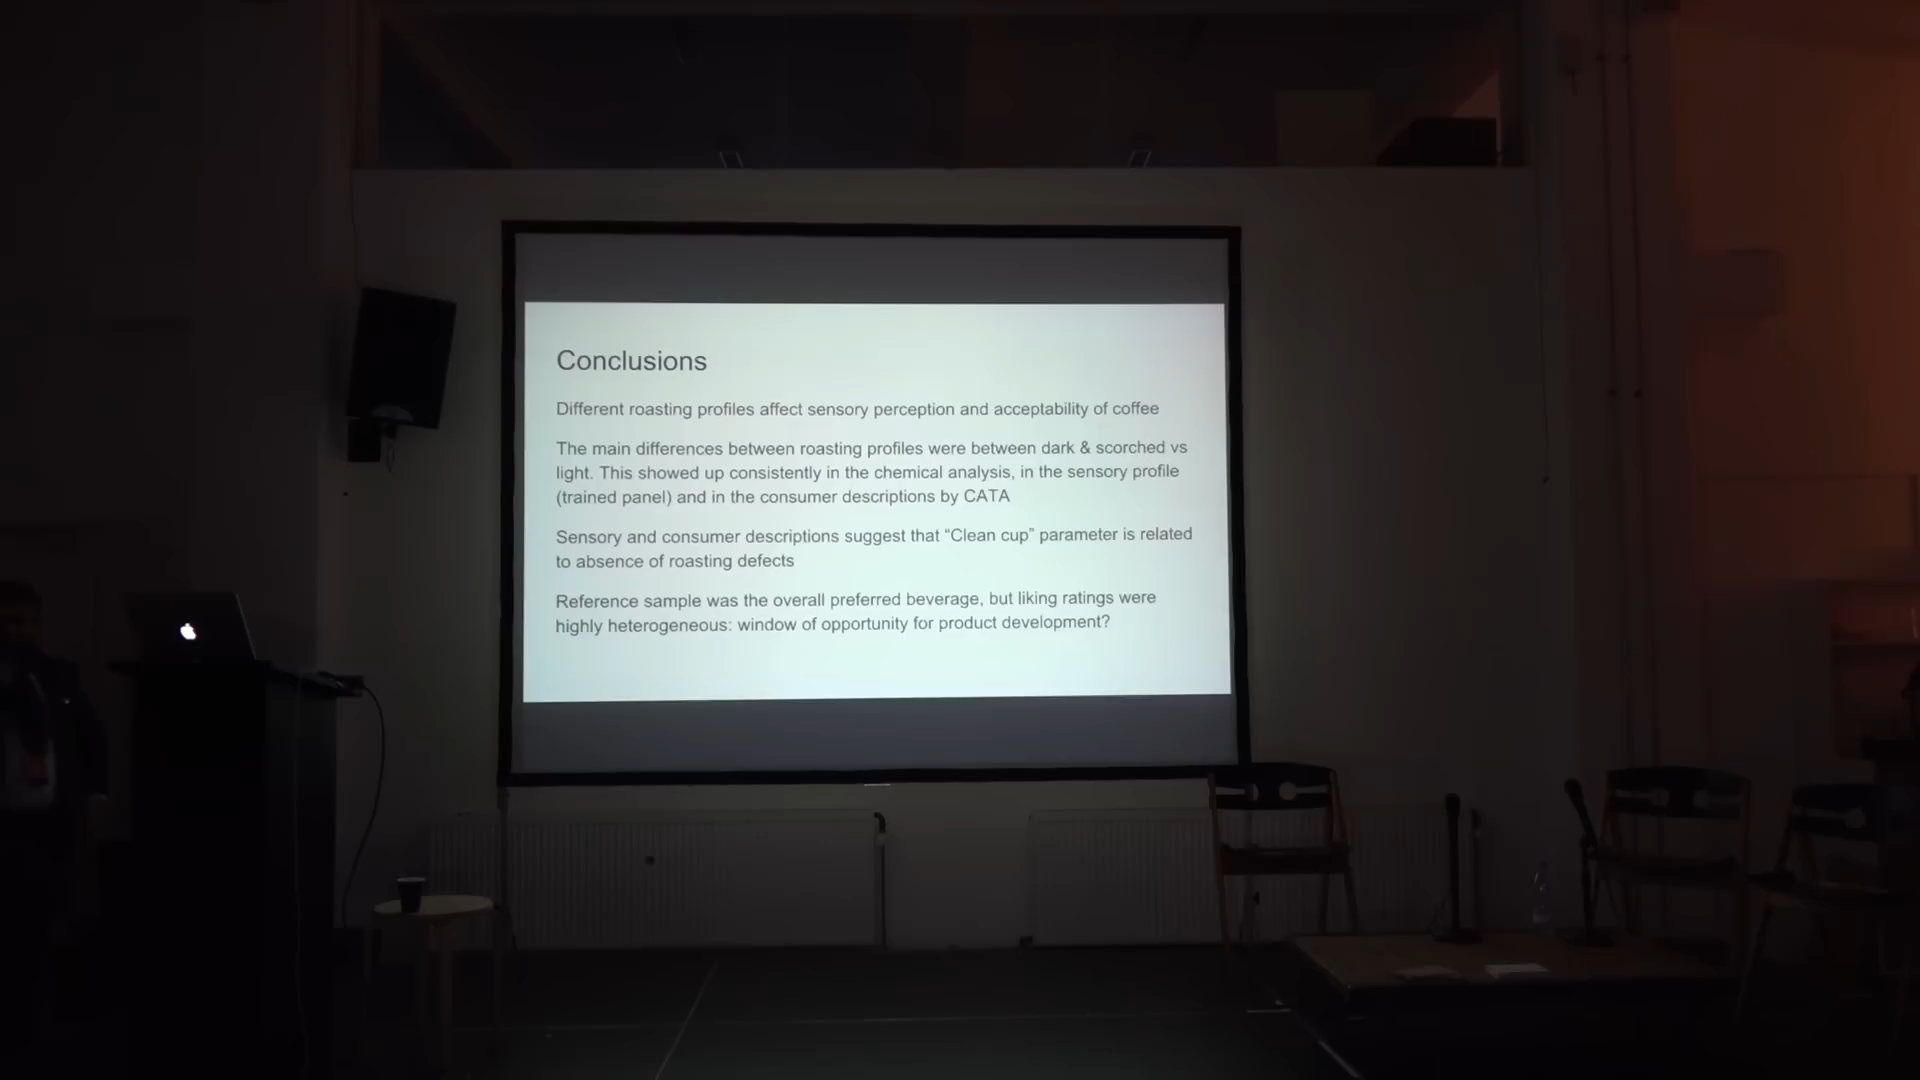 Conclusions
Different roasting profiles affect sensory perception and acceptability of coffee
The main differences between roasting profiles were between dark & scorched vs
light. This showed up consistently in the chemical analysis, in the sensory profile
(trained panel) and in the consumer descriptions by CATA
Sensory and consumer descriptions suggest that “Clean cup” parameter is related
to absence of roasting defects
Reference sample was the overall preferred beverage, but liking ratings were
highly heterogeneous: window of opportunity for product development?